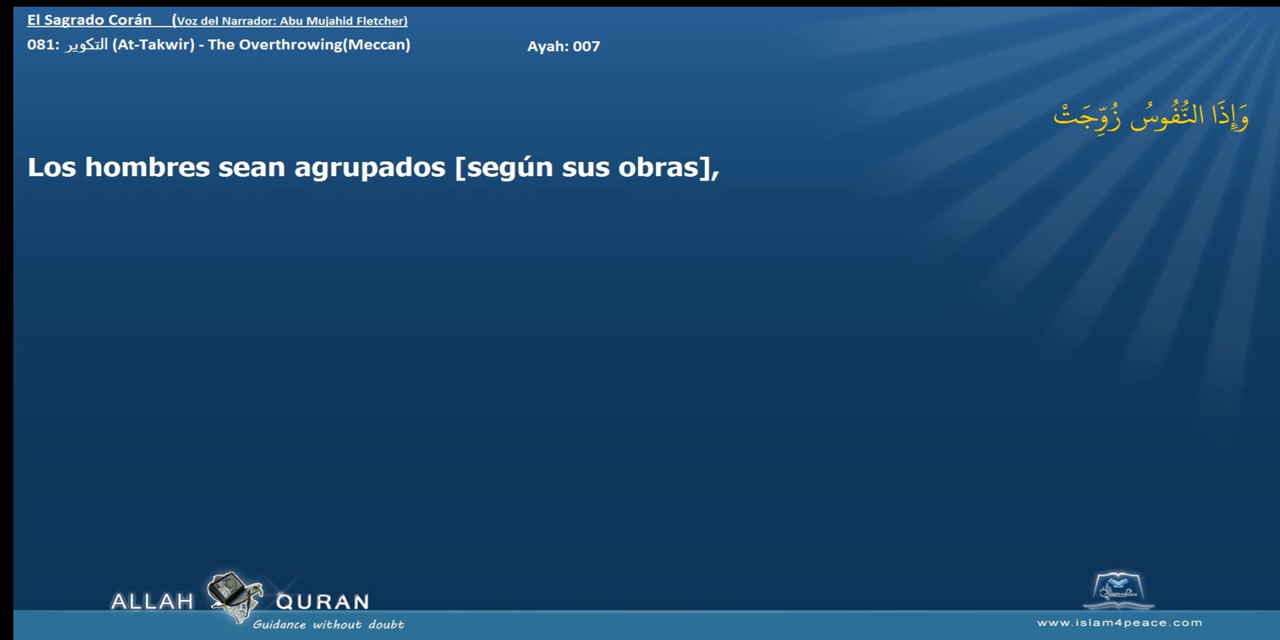 El Sagrado Corán (Voz del Narrador: Abu Mujahid Fletcher)
081: التكوير (At-Takwir) - The Overthrowing(Meccan) Ayah: 007
وَإِذَا النُّفُوسُ زُوِّجَتْ
Los hombres sean agrupados [según sus obras],
ALLAH QURAN
Guidance without doubt
www.islam4peace.com